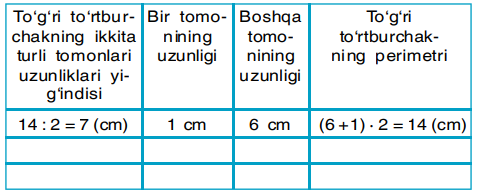 To‘g‘ri to‘rtbur-
chakning ikkita
turli tomonlari
uzunliklari yi-
g‘indisi
Bir tomo-
nining
uzunligi
Boshqa
tomo-
nining
uzunligi
To‘g‘ri
to‘rtburchak-
ning perimetri
14 : 2 = 7 (cm)
1 cm
6 cm
(6 +1) · 2 = 14 (cm)